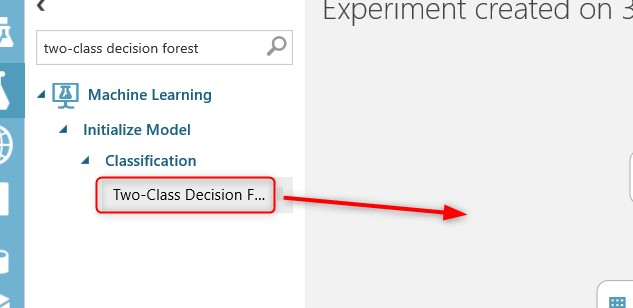 Experiment created on 3
two-class decision forest
Machine Learning
Initialize Model
Classification
Two-Class Decision F...